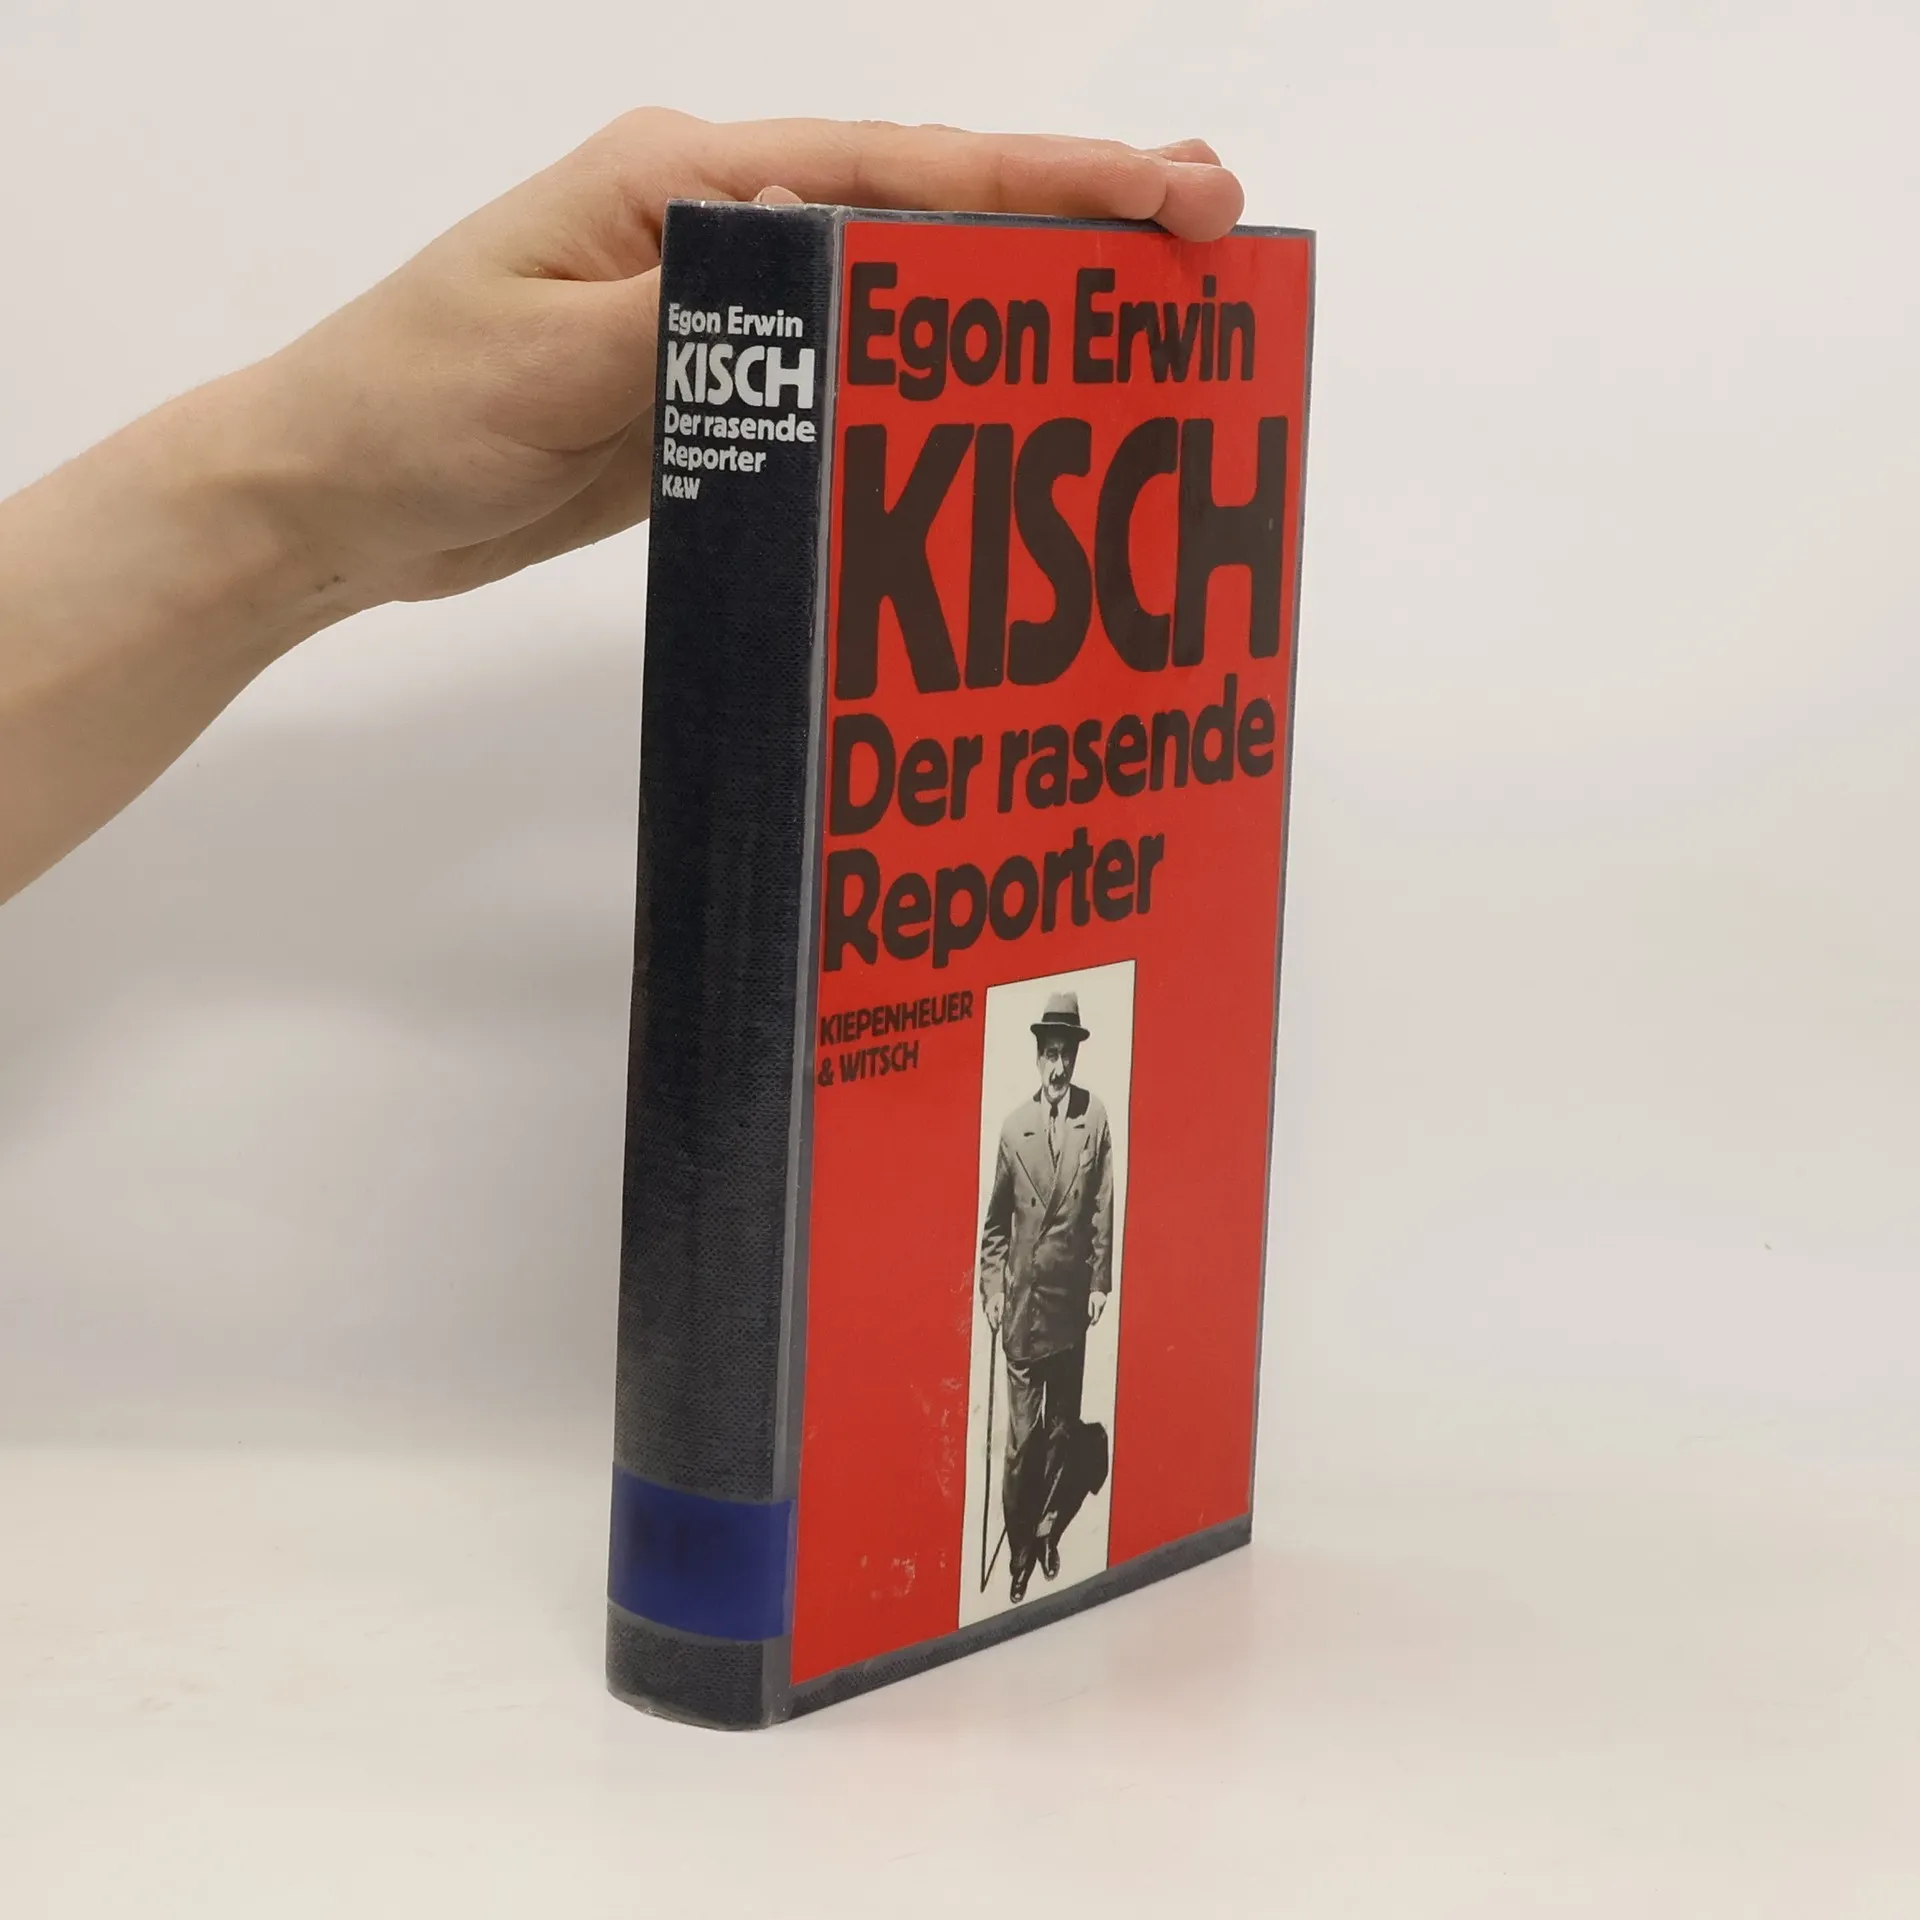 Egon Erwin
KISCH
Der rasende
Reporter
K&W
Egon Erwin
KISCH
Der rasende
Reporter
KIEPENHEUER
& WITSCH